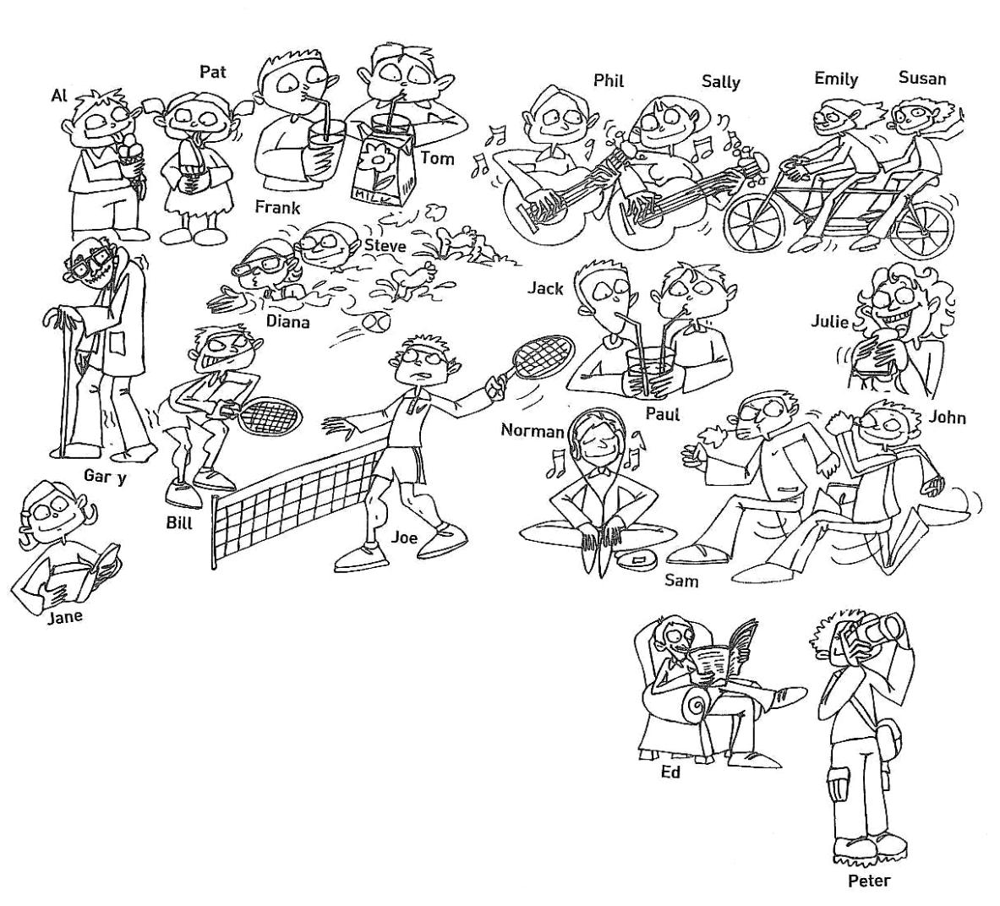 Al
Pat
Frank
Tom
MILK
Phil
Sally
Emily
Susan
Steve
Diana
Jack
Paul
Julie
Gar y
Bill
Joe
Norman
Sam
John
Jane
Ed
Peter